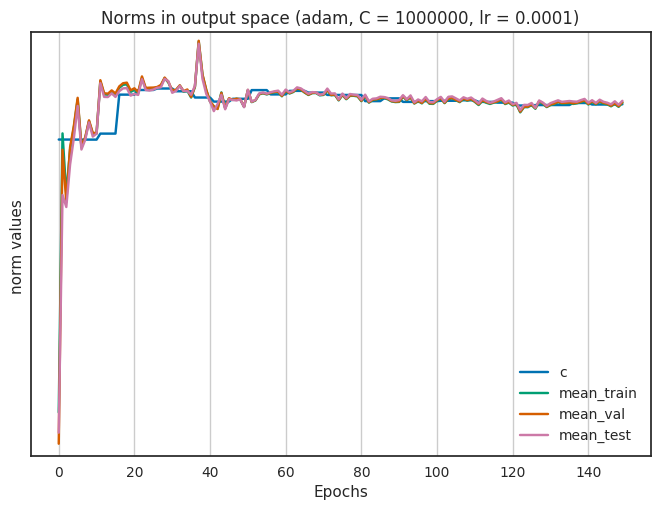 Norms in output space (adam, C = 1000000, lr = 0.0001)
norm values
c
mean_train
mean_val
mean_test
0 20 40 60 80 100 120 140
Epochs